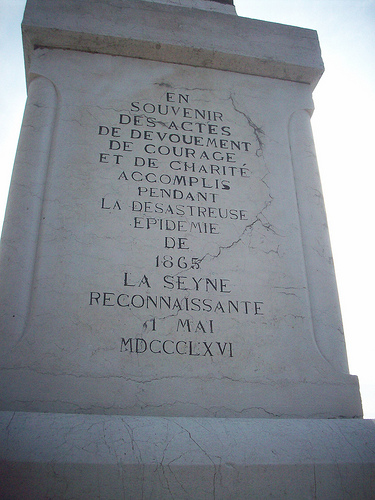 EN
SOUVENIR
DES ACTES
DE DEVOUEMENT
DE COURAGE
ET DE CHARITÉ
ACCOMPLIS
PENDANT
LA DESASTREUSE
EPIDEMIE
DE
1865
LA SEYNE
RECONNAISSANTE
1 MAI
MDCCCLXVI